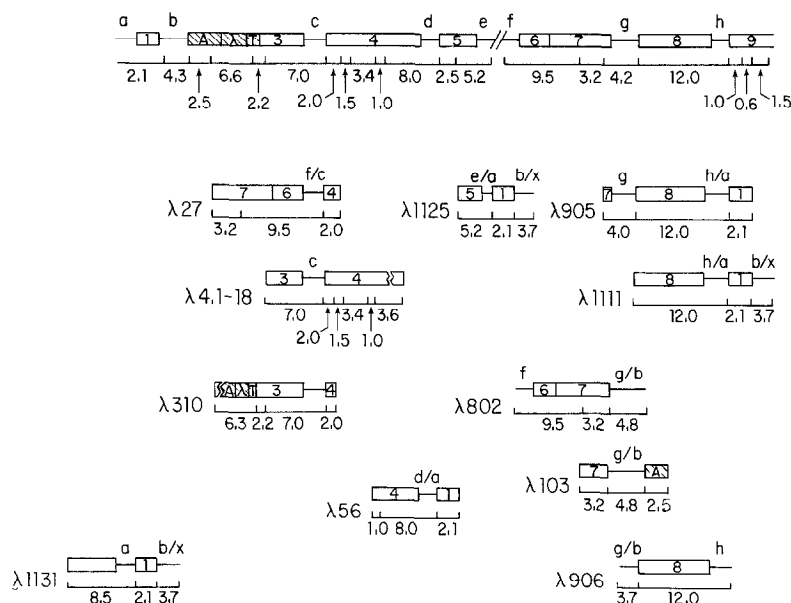 a b c d e f g h
1 A λ T 3 4 5 6 7 8 9
2.1 4.3 6.6 7.0 3.4 8.0 2.5 5.2 9.5 3.2 4.2 12.0
2.5 2.2 2.0 1.5 1.0 1.0 0.6 1.5
f/c
7 6 4
λ27
3.2 9.5 2.0
e/a b/x
5 1
λ1125
5.2 2.1 3.7
g h/a
7 8 1
λ905
4.0 12.0 2.1
c
3 4
λ4.1-18
7.0 3.4 3.6
2.0 1.5 1.0
h/a b/x
8 1
λ1111
12.0 2.1 3.7
A λ T 3 4
λ310
6.3 2.2 7.0 2.0
f g/b
6 7
λ802
9.5 3.2 4.8
g/b
7 A
λ103
3.2 4.8 2.5
d/a
4 1
λ56
1.0 8.0 2.1
a b/x
1
λ1131
8.5 2.1 3.7
g/b h
8
λ906
3.7 12.0